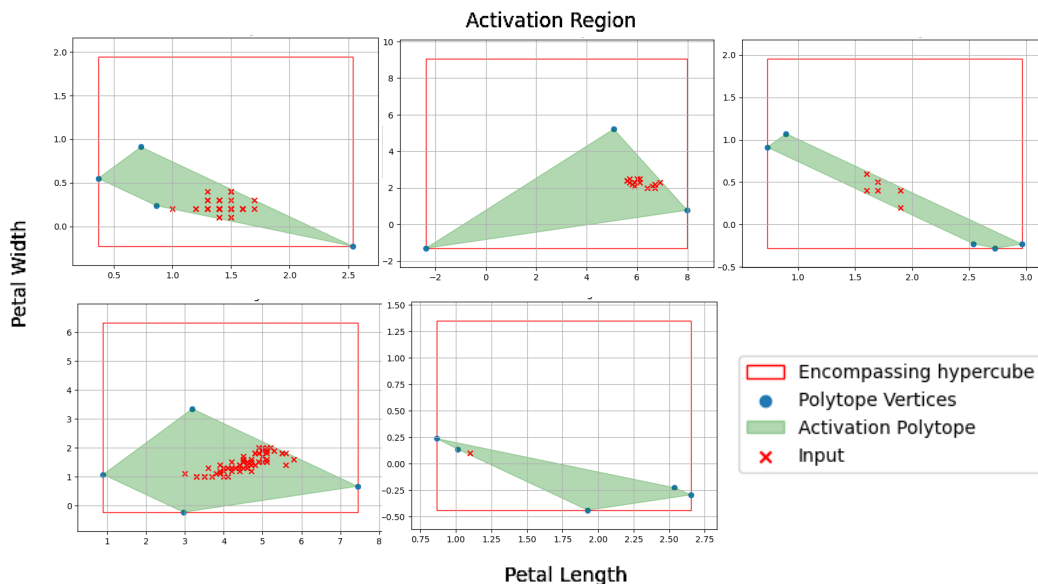 Activation Region
Petal Width
2.0
1.5
1.0
0.5
0.0
0.5 1.0 1.5 2.0 2.5
10
8
6
4
2
0
−2
−2 0 2 4 6 8
2.0
1.5
1.0
0.5
0.0
−0.5
1.0 1.5 2.0 2.5 3.0
6
5
4
3
2
1
0
1 2 3 4 5 6 7 8
1.50
1.25
1.00
0.75
0.50
0.25
0.00
−0.25
−0.50
0.75 1.00 1.25 1.50 1.75 2.00 2.25 2.50 2.75
Encompassing hypercube
Polytope Vertices
Activation Polytope
Input
Petal Length